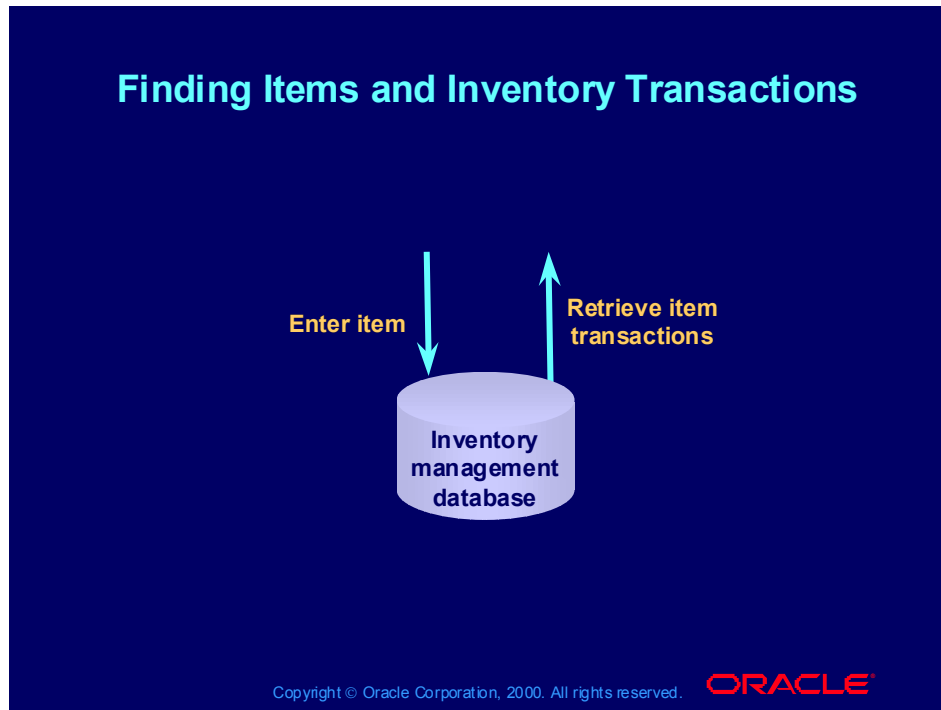 Finding Items and Inventory Transactions
Enter item
Retrieve item
transactions
Inventory
management
database
Copyright © Oracle Corporation, 2000. All rights reserved.
ORACLE®